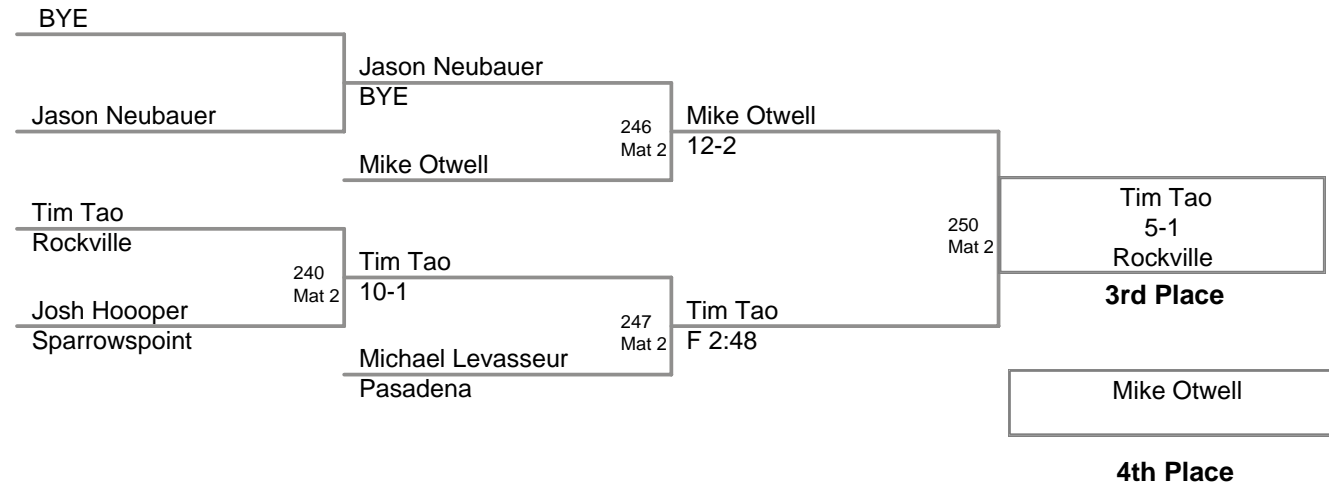 BYE
Jason Neubauer
Jason Neubauer
BYE
Mike Otwell
246
Mat 2
Mike Otwell
12-2
Tim Tao
Rockville
Josh Hoooper
Sparrowspoint
240
Mat 2
Tim Tao
10-1
Michael Levasseur
Pasadena
247
Mat 2
Tim Tao
F 2:48
250
Mat 2
Tim Tao
5-1
Rockville
3rd Place
Mike Otwell
4th Place